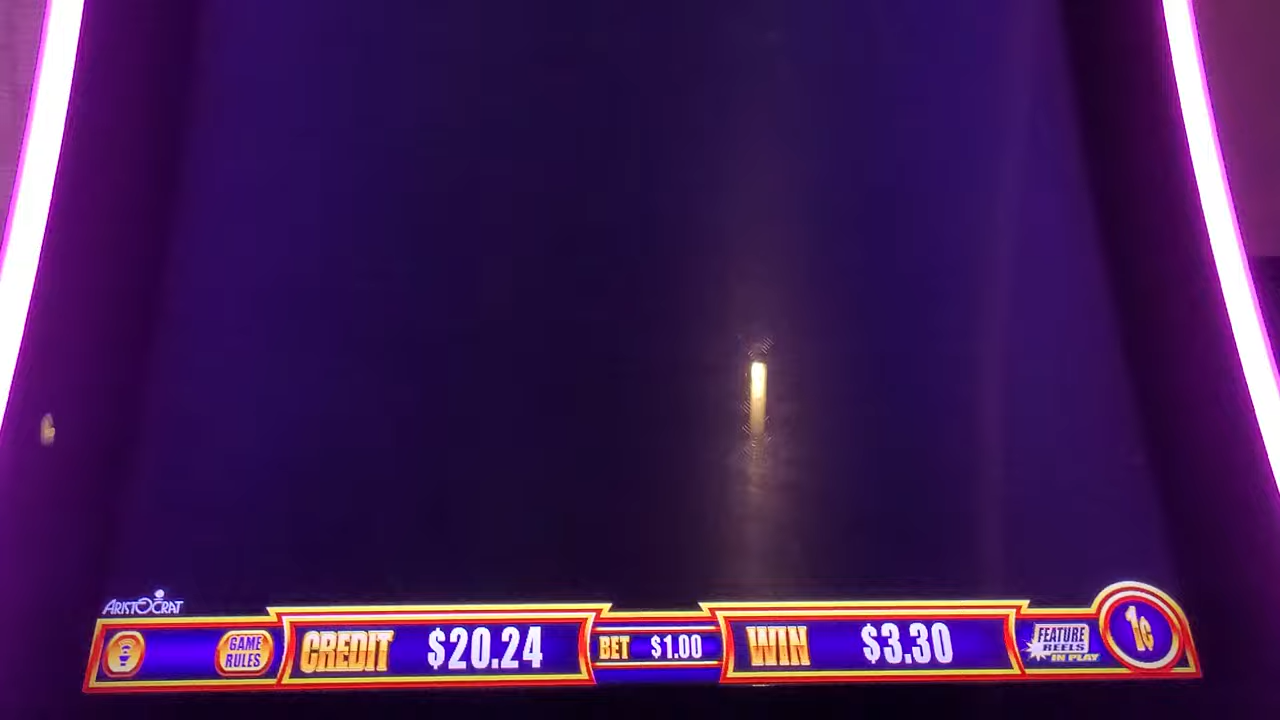 ARISTOCRAT
GAME
RULES
CREDIT $20.24
BET $1.00
WIN $3.30
FEATURE
REELS
IN PLAY
1¢